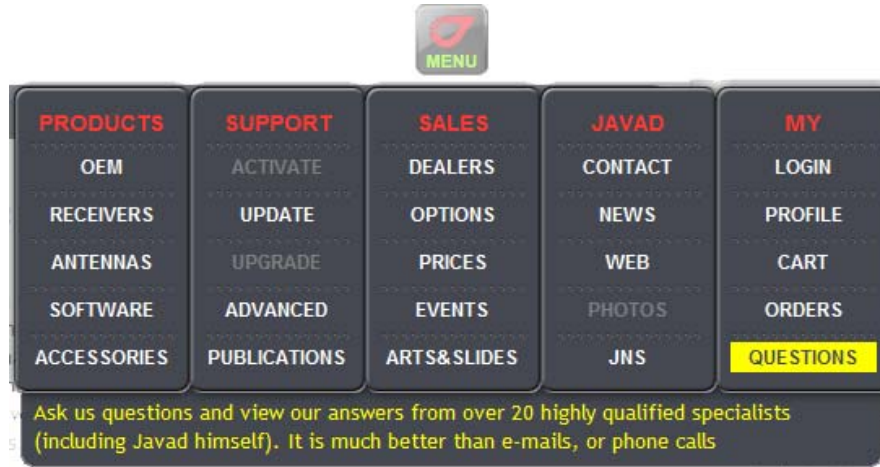 MENU
PRODUCTS SUPPORT SALES JAVAD MY
OEM ACTIVATE DEALERS CONTACT LOGIN
RECEIVERS UPDATE OPTIONS NEWS PROFILE
ANTENNAS UPGRADE PRICES WEB CART
SOFTWARE ADVANCED EVENTS PHOTOS ORDERS
ACCESSORIES PUBLICATIONS ARTS&SLIDES JNS QUESTIONS
Ask us questions and view our answers from over 20 highly qualified specialists
(including Javad himself). It is much better than e-mails, or phone calls